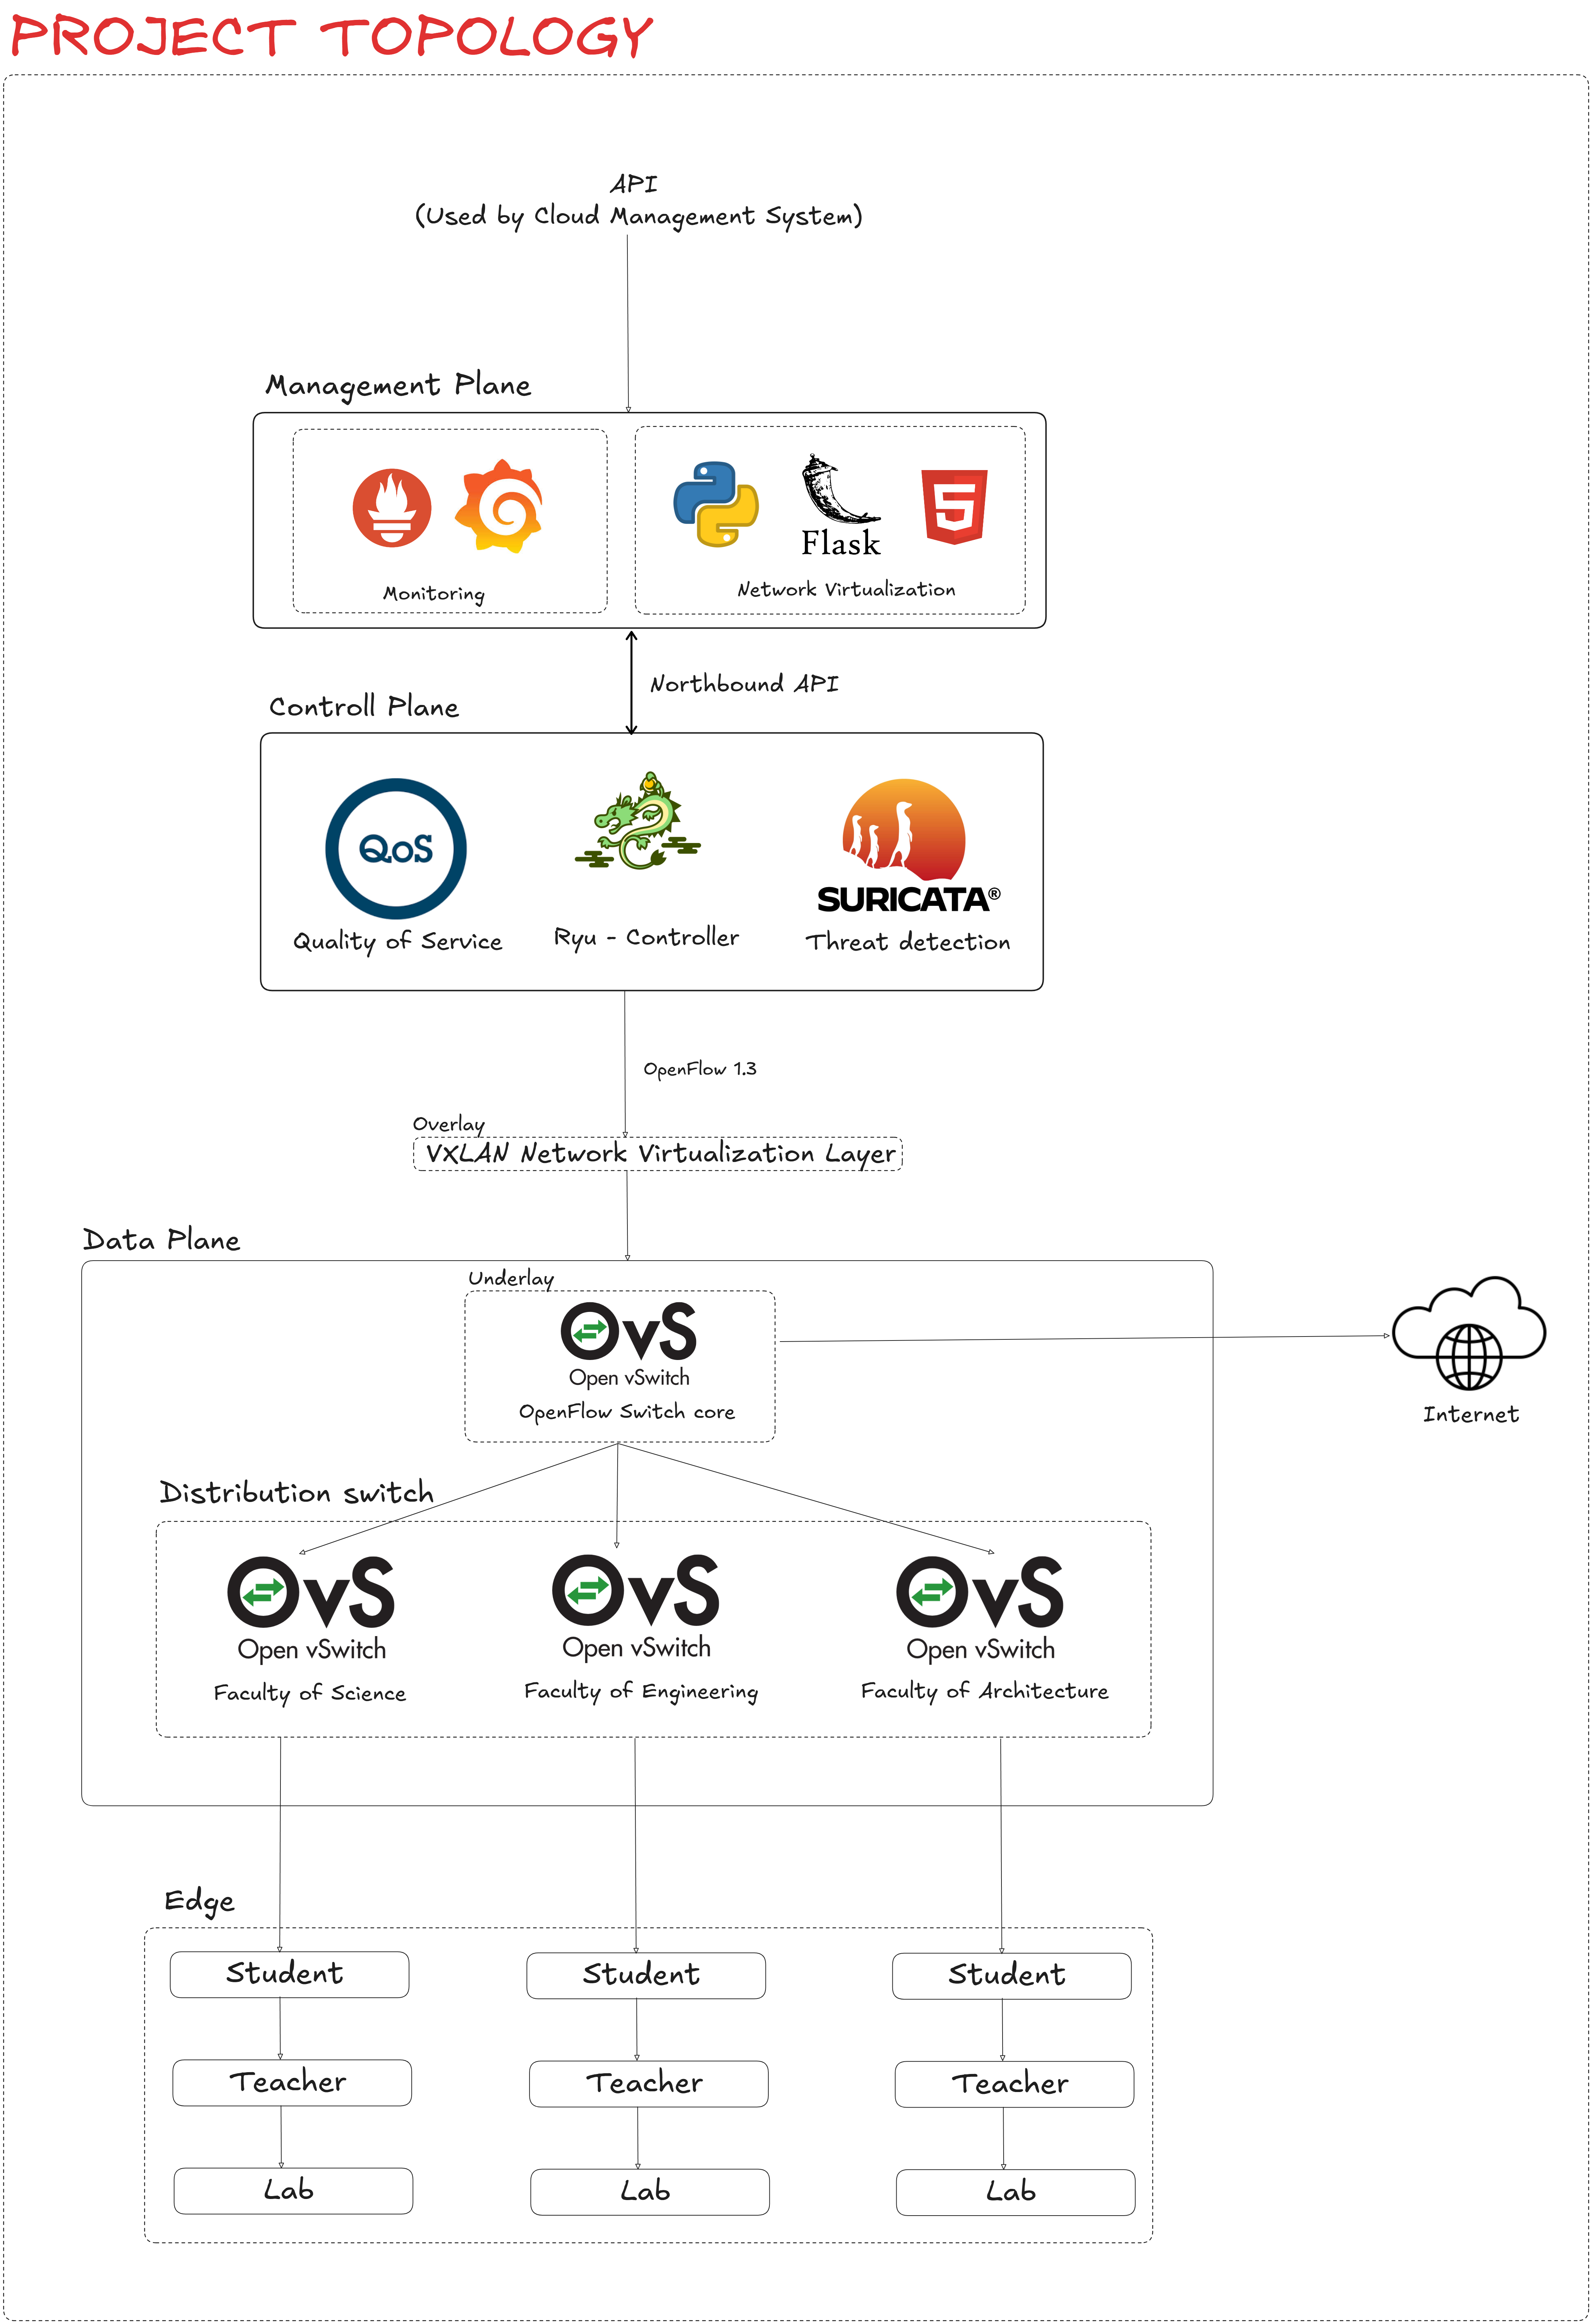 PROJECT TOPOLOGY
API
(Used by Cloud Management System)
Management Plane
Flask
5
Monitoring
Network Virtualization
Northbound API
Controll Plane
QoS
SURICATA®
Quality of Service
Ryu - Controller
Threat detection
OpenFlow 1.3
Overlay
VXLAN Network Virtualization Layer
Data Plane
Underlay
OvS
Open vSwitch
OpenFlow Switch core
Internet
Distribution switch
OvS
OvS
OvS
Open vSwitch
Open vSwitch
Open vSwitch
Faculty of Science
Faculty of Engineering
Faculty of Architecture
Edge
Student
Student
Student
Teacher
Teacher
Teacher
Lab
Lab
Lab